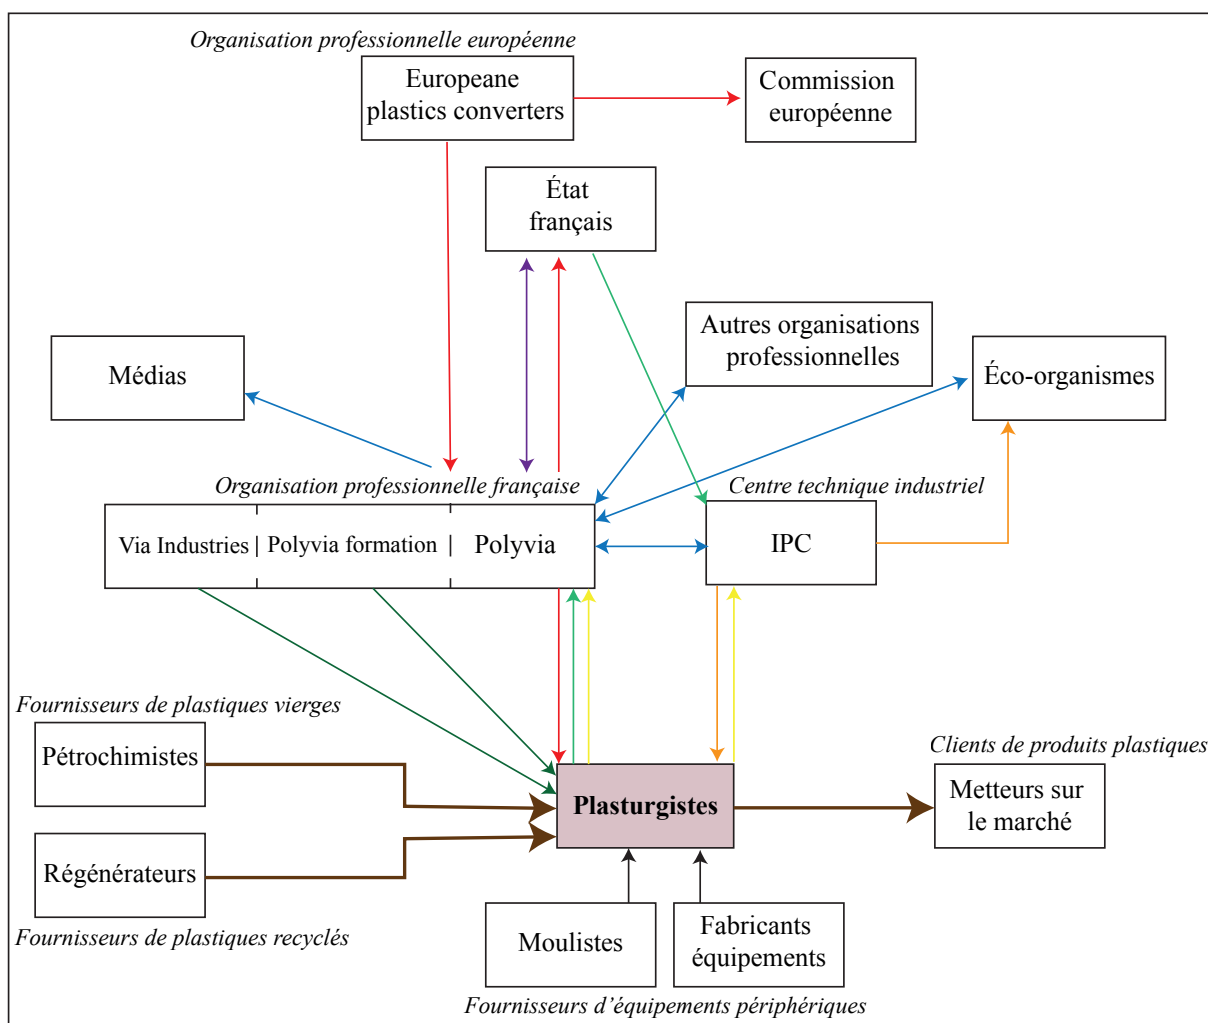 Organisation professionnelle européenne
Europeane
plastics converters
Commission
européenne
État
français
Autres organisations
professionnelles
Médias
Éco-organismes
Organisation professionnelle française
Centre technique industriel
Via Industries
Polyvia formation
Polyvia
IPC
Fournisseurs de plastiques vierges
Pétrochimistes
Clients de produits plastiques
Plasturgistes
Metteurs sur
le marché
Régénérateurs
Fournisseurs de plastiques recyclés
Moulistes
Fabricants
équipements
Fournisseurs d’équipements périphériques